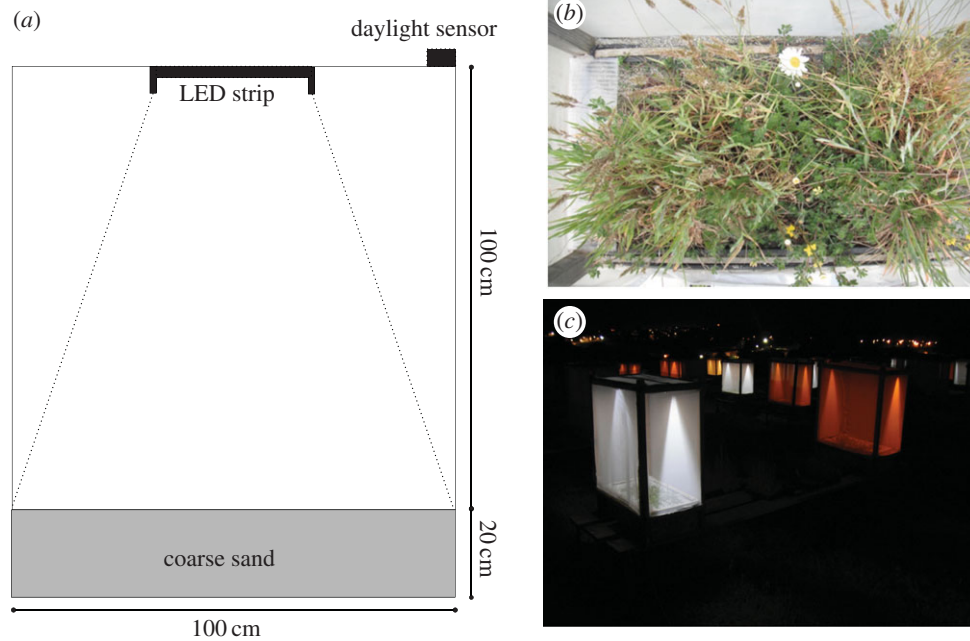 (a)
daylight sensor
LED strip
100 cm
coarse sand
20 cm
100 cm
(b)
(c)